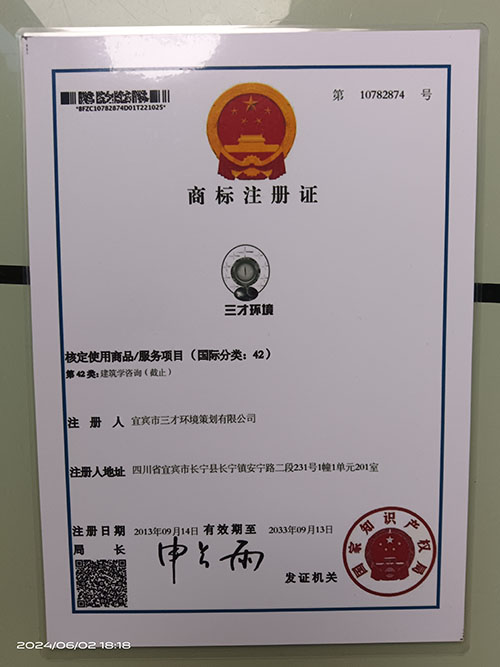 第 10782874 号
*BFZC10782874D01T221025*
商标注册证
三才环境
核定使用商品/服务项目（国际分类：42）
第42类：建筑学咨询（截止）
注册人 宜宾市三才环境策划有限公司
注册人地址 四川省宜宾市长宁县长宁镇安宁路二段231号1幢1单元201室
注册日期 2013年09月14日 有效期至 2033年09月13日
局长 申长雨
发证机关
国家知识产权局
2024/06/02 18:18